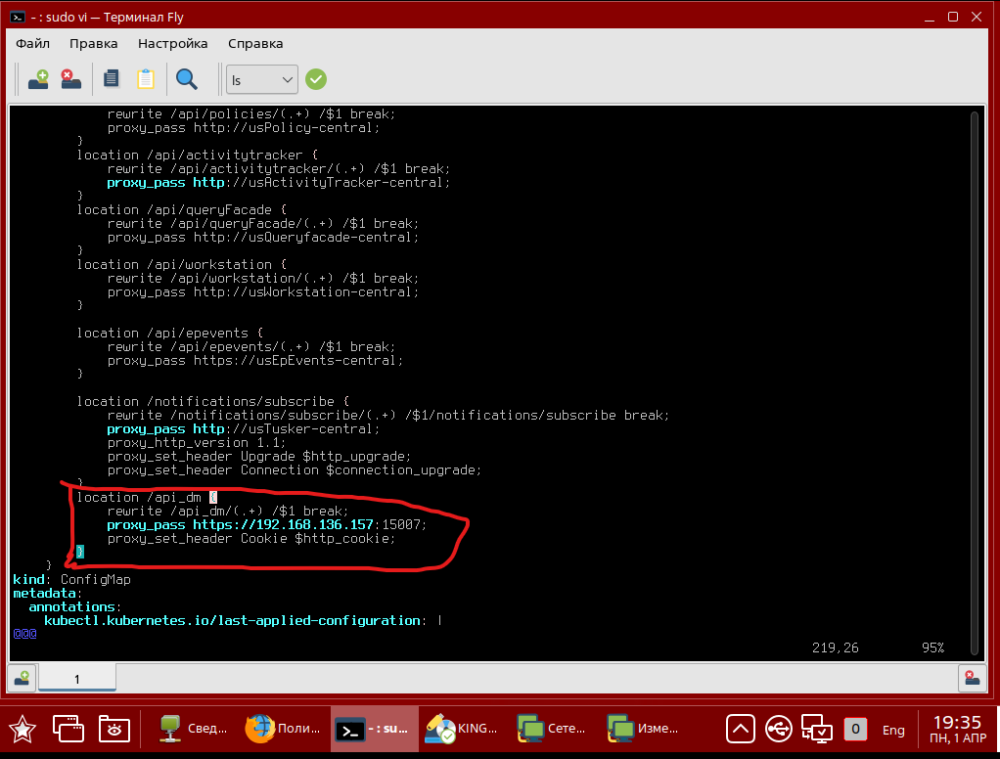 - : sudo vi — Терминал Fly
Файл Правка Настройка Справка
ls
rewrite /api/policies/(.+) /$1 break;
proxy_pass http://usPolicy-central;
}
location /api/activitytracker {
rewrite /api/activitytracker/(.+) /$1 break;
proxy_pass http://usActivityTracker-central;
}
location /api/queryFacade {
rewrite /api/queryFacade/(.+) /$1 break;
proxy_pass http://usQueryfacade-central;
}
location /api/workstation {
rewrite /api/workstation/(.+) /$1 break;
proxy_pass http://usWorkstation-central;
}
location /api/epevents {
rewrite /api/epevents/(.+) /$1 break;
proxy_pass https://usEpEvents-central;
}
location /notifications/subscribe {
rewrite /notifications/subscribe/(.+) /$1/notifications/subscribe break;
proxy_pass http://usTusker-central;
proxy_http_version 1.1;
proxy_set_header Upgrade $http_upgrade;
proxy_set_header Connection $connection_upgrade;
}
location /api_dm {
rewrite /api_dm/(.+) /$1 break;
proxy_pass https://192.168.136.157:15007;
proxy_set_header Cookie $http_cookie;
}
}
kind: ConfigMap
metadata:
annotations:
kubectl.kubernetes.io/last-applied-configuration: |
@@@
219,26 95%
1
Свед... Поли... - : su... KING... Сете... Изме... 0 Eng 19:35
ПН, 1 АПР